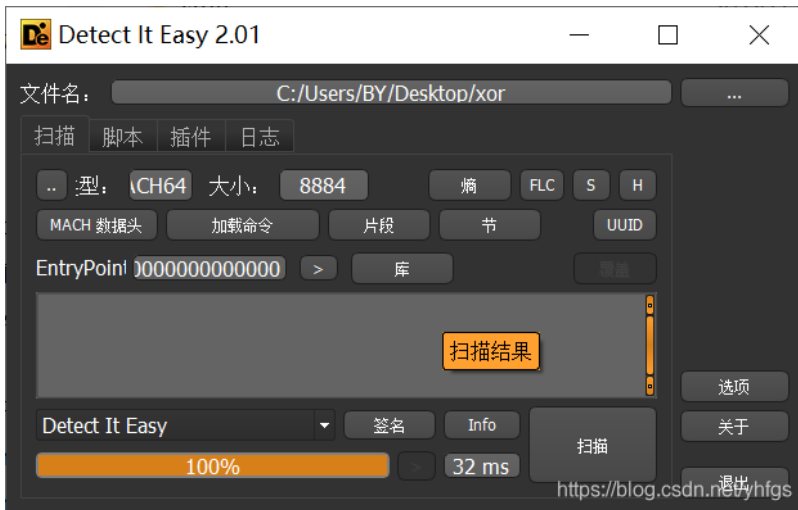 Detect It Easy 2.01
文件名： C:/Users/BY/Desktop/xor ...
扫描 脚本 插件 日志
.. 型： ACH64 大小： 8884 熵 FLC S H
MACH 数据头 加载命令 片段 节 UUID
EntryPoint 0000000000000 > 库 覆盖
扫描结果
选项
Detect It Easy 签名 Info 扫描 关于
100% > 32 ms 退出
https://blog.csdn.net/yhfgs